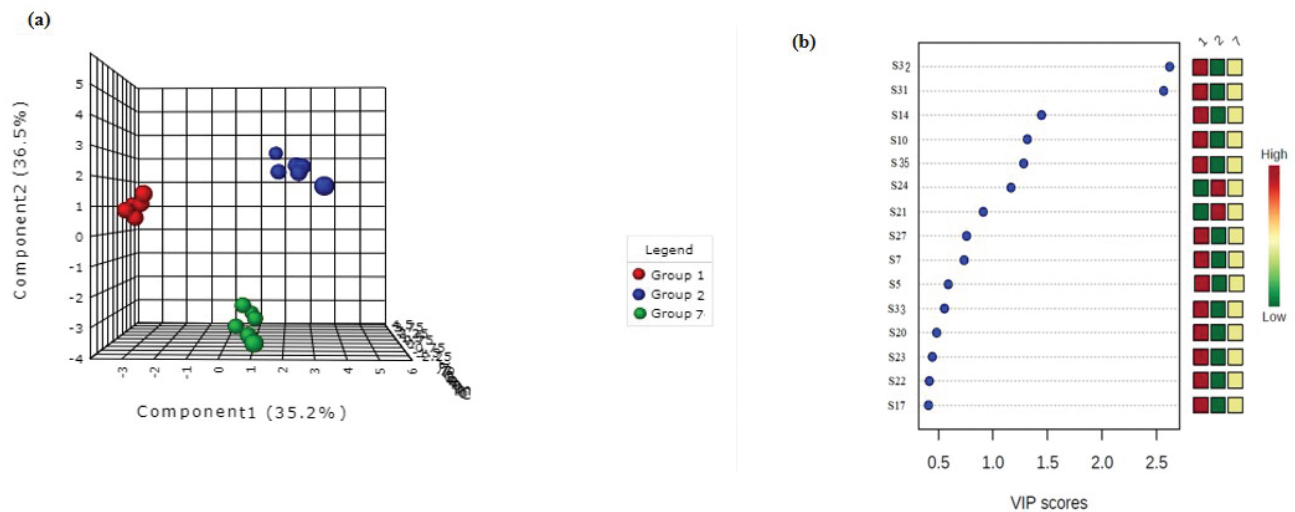 (a)
Component2 (36.5%)
5
4
3
2
1
0
-1
-2
-3
-4
-3
-2
-1
0
1
2
3
4
5
6
Component1 (35.2%)
Legend
Group 1
Group 2
Group 7
(b)
1 2 7
S32
S31
S14
S10
S35
S24
S21
S27
S7
S5
S33
S20
S23
S22
S17
0.5 1.0 1.5 2.0 2.5
VIP scores
High
Low